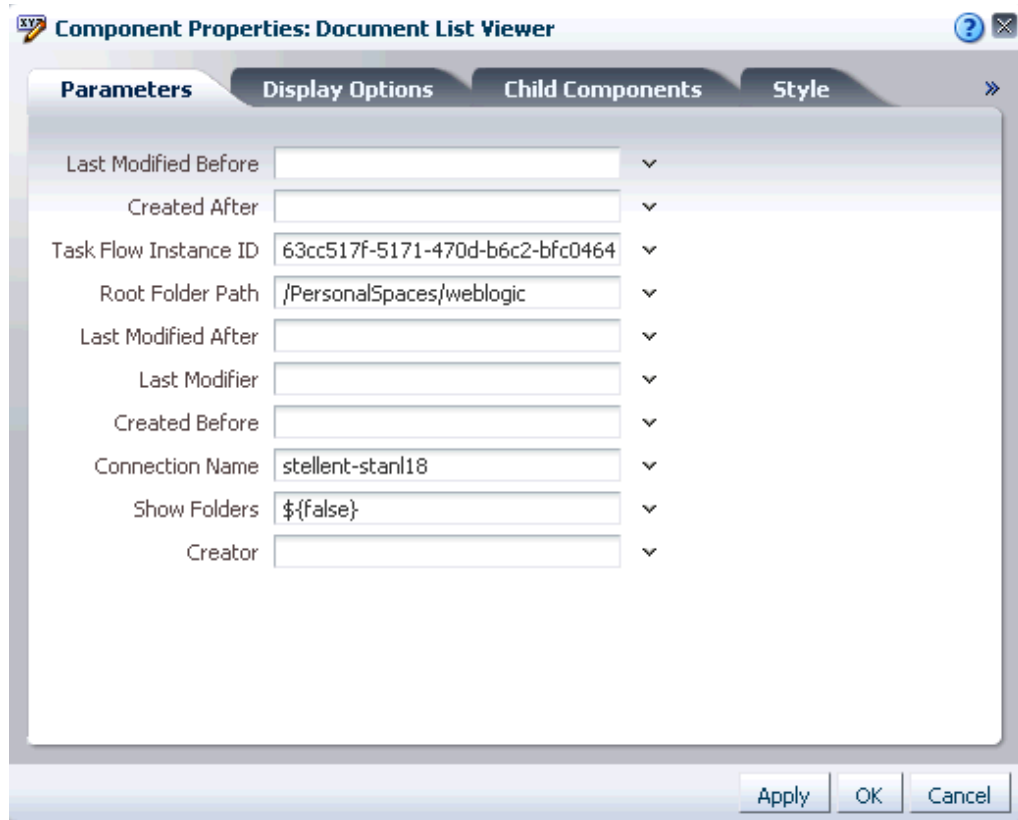 Component Properties: Document List Viewer
Parameters Display Options Child Components Style
Last Modified Before
Created After
Task Flow Instance ID 63cc517f-5171-470d-b6c2-bfc0464
Root Folder Path /PersonalSpaces/weblogic
Last Modified After
Last Modifier
Created Before
Connection Name stellent-stanl18
Show Folders ${false}
Creator
Apply OK Cancel